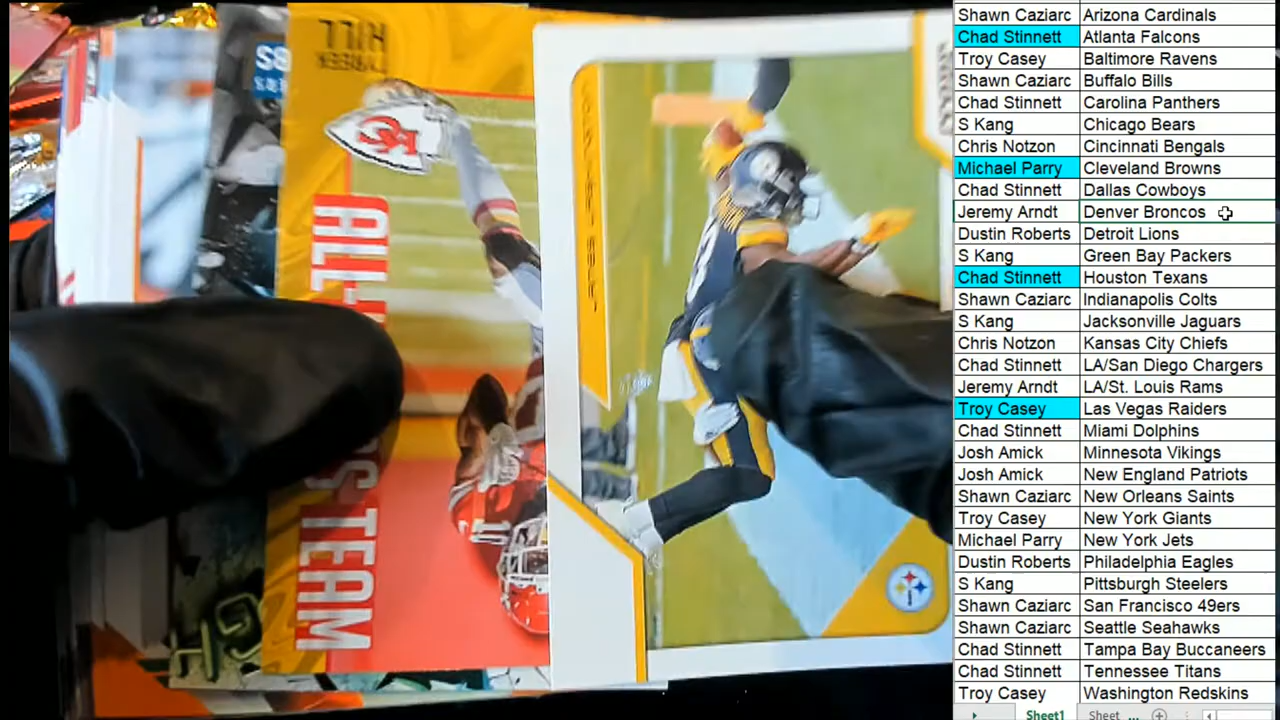 HILL
TYREEK
ALL-
S TEAM
KC
10
Steelers
Shawn Caziarc Arizona Cardinals
Chad Stinnett Atlanta Falcons
Troy Casey Baltimore Ravens
Shawn Caziarc Buffalo Bills
Chad Stinnett Carolina Panthers
S Kang Chicago Bears
Chris Notzon Cincinnati Bengals
Michael Parry Cleveland Browns
Chad Stinnett Dallas Cowboys
Jeremy Arndt Denver Broncos
Dustin Roberts Detroit Lions
S Kang Green Bay Packers
Chad Stinnett Houston Texans
Shawn Caziarc Indianapolis Colts
S Kang Jacksonville Jaguars
Chris Notzon Kansas City Chiefs
Chad Stinnett LA/San Diego Chargers
Jeremy Arndt LA/St. Louis Rams
Troy Casey Las Vegas Raiders
Chad Stinnett Miami Dolphins
Josh Amick Minnesota Vikings
Josh Amick New England Patriots
Shawn Caziarc New Orleans Saints
Troy Casey New York Giants
Michael Parry New York Jets
Dustin Roberts Philadelphia Eagles
S Kang Pittsburgh Steelers
Shawn Caziarc San Francisco 49ers
Shawn Caziarc Seattle Seahawks
Chad Stinnett Tampa Bay Buccaneers
Chad Stinnett Tennessee Titans
Troy Casey Washington Redskins
Sheet1 Sheet ...